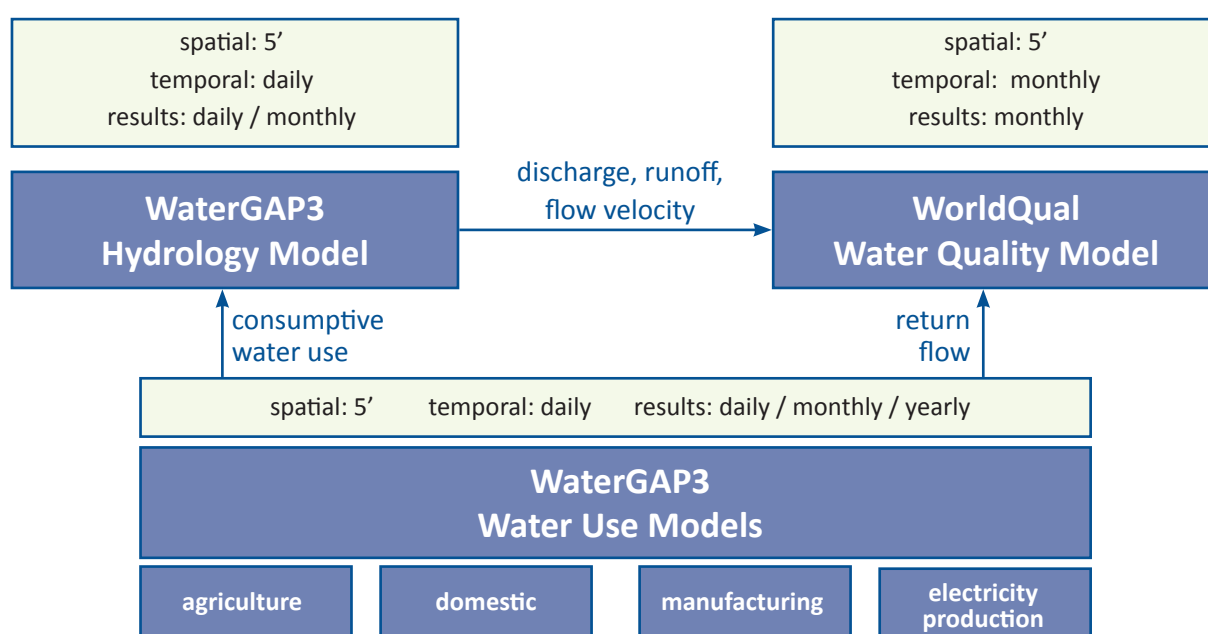 spatial: 5’
temporal: daily
results: daily / monthly
spatial: 5’
temporal: monthly
results: monthly
WaterGAP3
Hydrology Model
discharge, runoff,
flow velocity
WorldQual
Water Quality Model
consumptive
water use
return
flow
spatial: 5’ temporal: daily results: daily / monthly / yearly
WaterGAP3
Water Use Models
agriculture
domestic
manufacturing
electricity
production